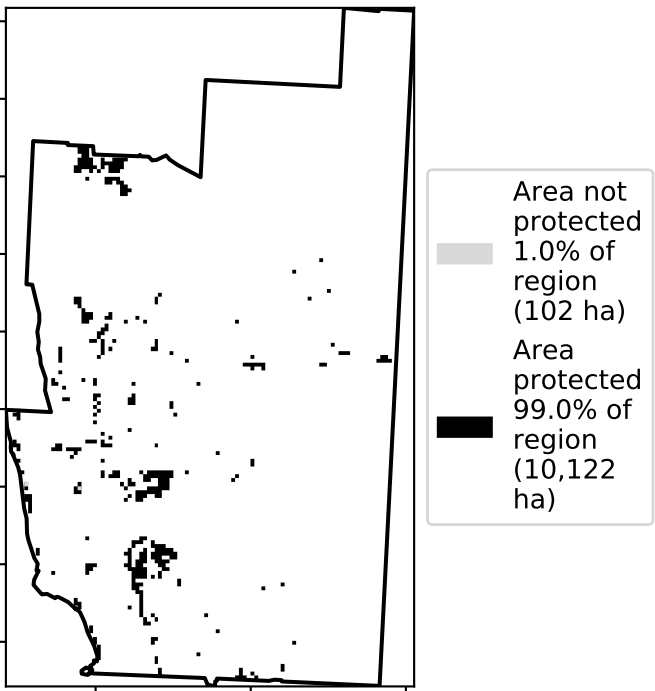 Area not
protected
1.0% of
region
(102 ha)
Area
protected
99.0% of
region
(10,122
ha)